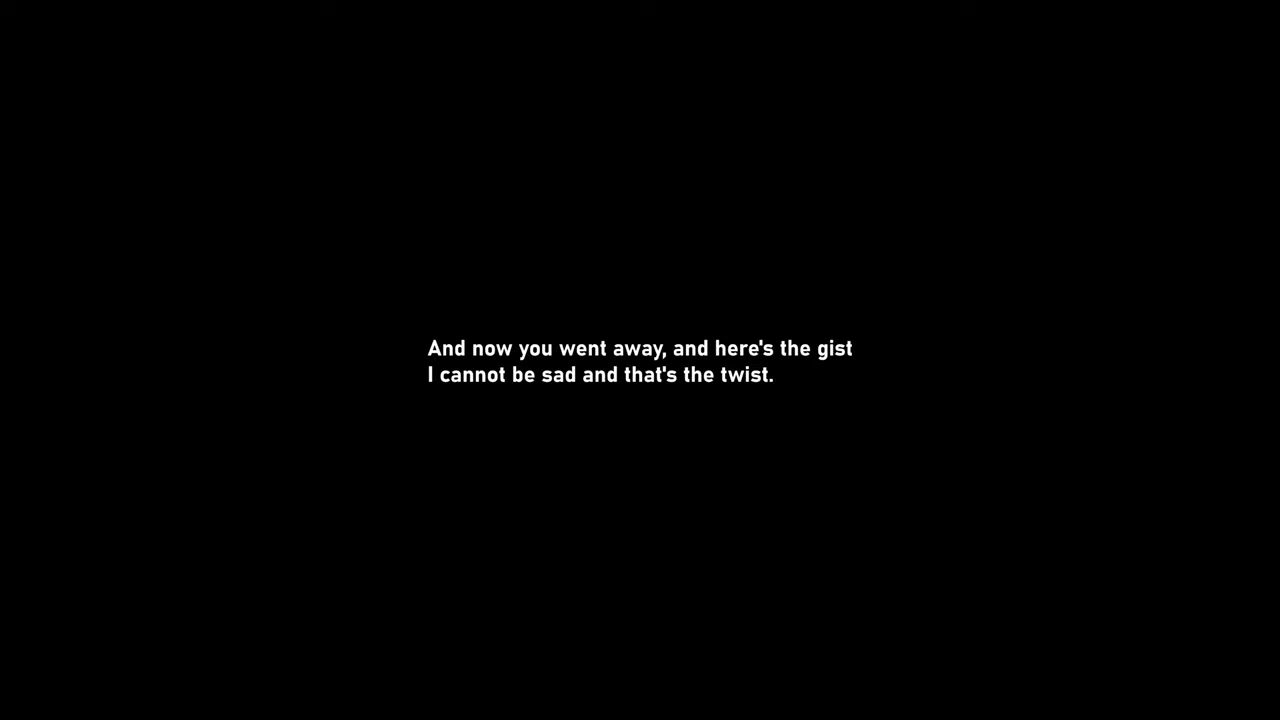 And now you went away, and here's the gist
I cannot be sad and that's the twist.